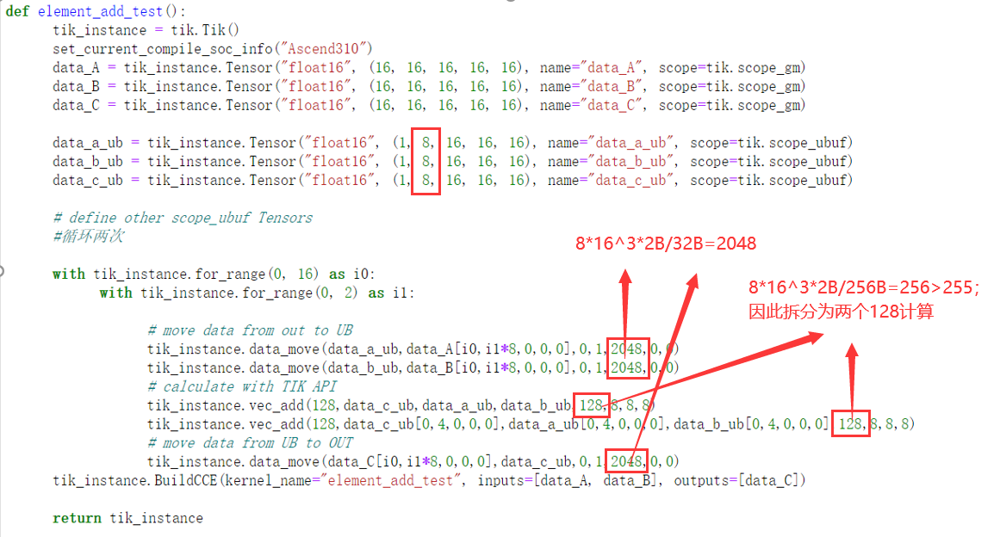 def element_add_test():
tik_instance = tik.Tik()
set_current_compile_soc_info("Ascend310")
data_A = tik_instance.Tensor("float16", (16, 16, 16, 16, 16), name="data_A", scope=tik.scope_gm)
data_B = tik_instance.Tensor("float16", (16, 16, 16, 16, 16), name="data_B", scope=tik.scope_gm)
data_C = tik_instance.Tensor("float16", (16, 16, 16, 16, 16), name="data_C", scope=tik.scope_gm)
data_a_ub = tik_instance.Tensor("float16", (1, 8, 16, 16, 16), name="data_a_ub", scope=tik.scope_ubuf)
data_b_ub = tik_instance.Tensor("float16", (1, 8, 16, 16, 16), name="data_b_ub", scope=tik.scope_ubuf)
data_c_ub = tik_instance.Tensor("float16", (1, 8, 16, 16, 16), name="data_c_ub", scope=tik.scope_ubuf)
# define other scope_ubuf Tensors
#循环两次
8*16^3*2B/32B=2048
with tik_instance.for_range(0, 16) as i0:
8*16^3*2B/256B=256>255;
with tik_instance.for_range(0, 2) as i1:
因此拆分为两个128计算
# move data from out to UB
tik_instance.data_move(data_a_ub,data_A[i0,i1*8,0,0,0],0,1,2048,0,0)
tik_instance.data_move(data_b_ub,data_B[i0,i1*8,0,0,0],0,1,2048,0,0)
# calculate with TIK API
tik_instance.vec_add(128,data_c_ub,data_a_ub,data_b_ub,128,8,8,8)
tik_instance.vec_add(128,data_c_ub[0,4,0,0,0],data_a_ub[0,4,0,0,0],data_b_ub[0,4,0,0,0],128,8,8,8)
# move data from UB to OUT
tik_instance.data_move(data_C[i0,i1*8,0,0,0],data_c_ub,0,1,2048,0,0)
tik_instance.BuildCCE(kernel_name="element_add_test", inputs=[data_A, data_B], outputs=[data_C])
return tik_instance